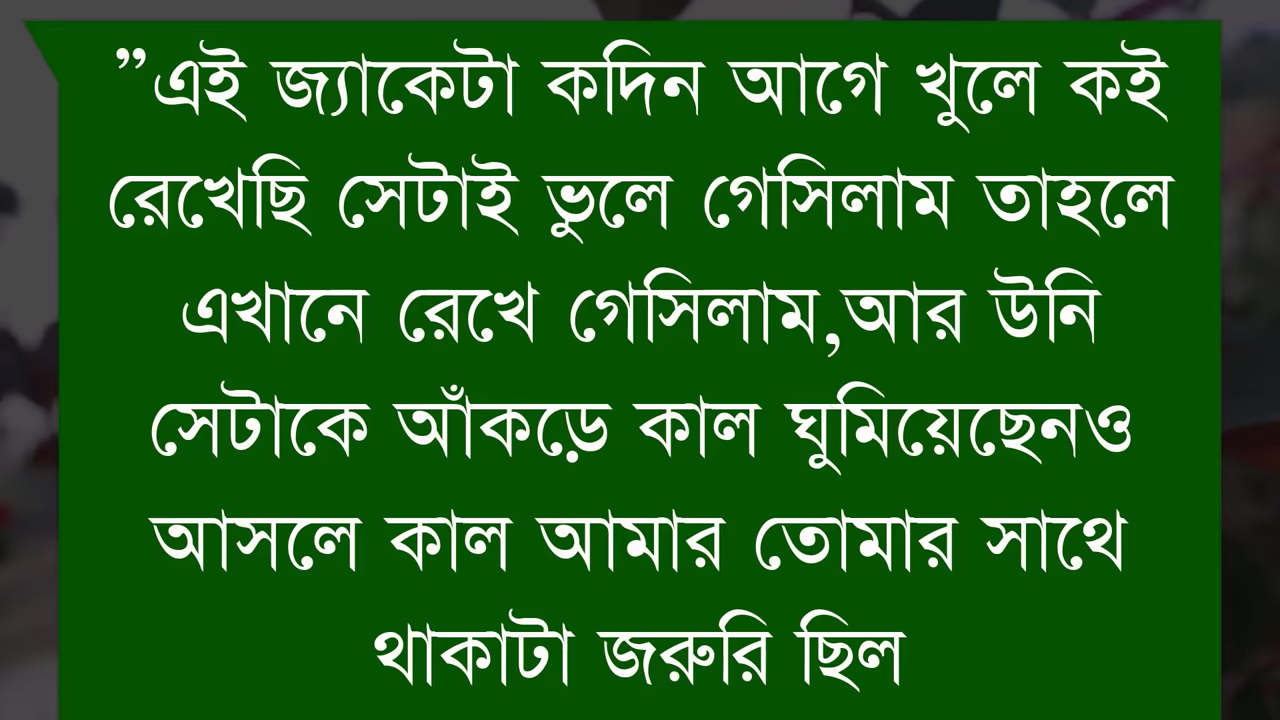 ”এই জ্যাকেটা কদিন আগে খুলে কই
রেখেছি সেটাই ভুলে গেসিলাম তাহলে
এখানে রেখে গেসিলাম,আর উনি
সেটাকে আঁকড়ে কাল ঘুমিয়েছেনও
আসলে কাল আমার তোমার সাথে
থাকাটা জরুরি ছিল